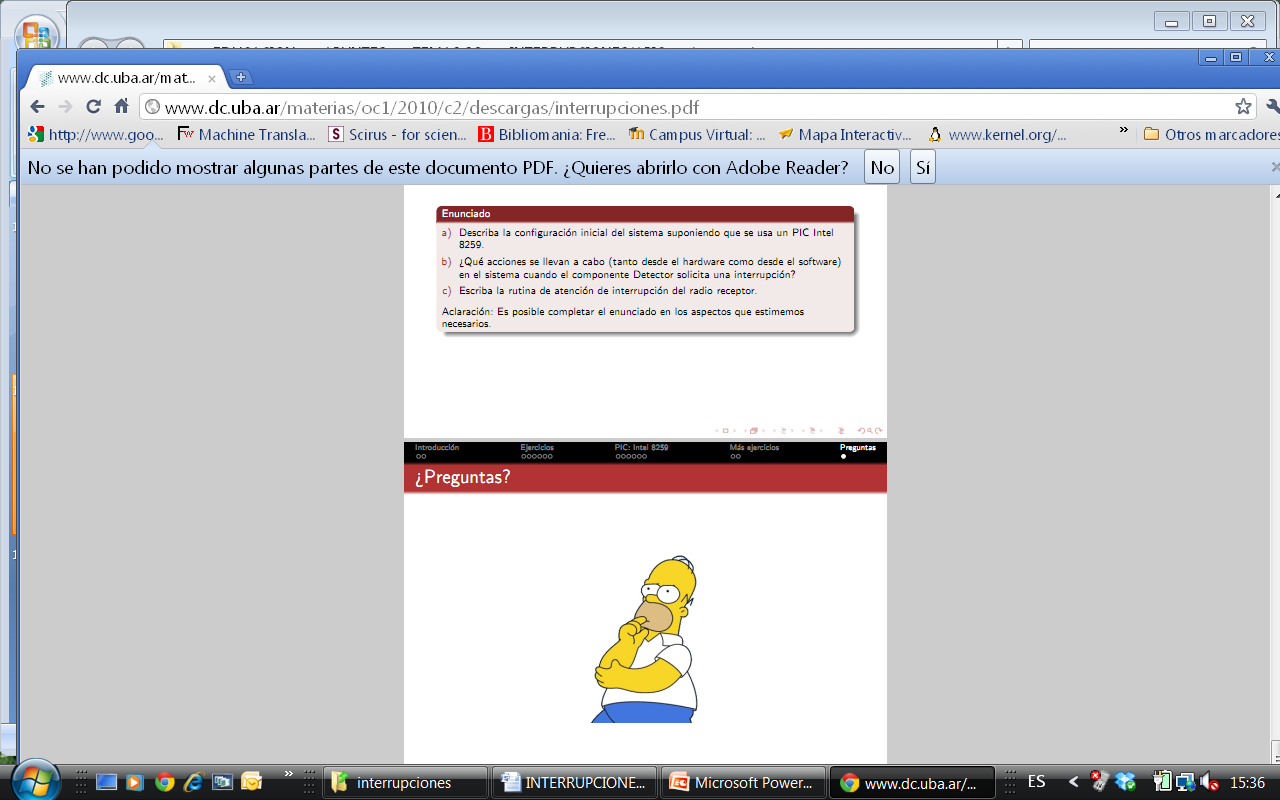 www.dc.uba.ar/mat...
www.dc.uba.ar/materias/oc1/2010/c2/descargas/interrupciones.pdf
http://www.goo... Machine Transla... Scirus - for scien... Bibliomania: Fre... Campus Virtual: ... Mapa Interactiv... www.kernel.org/... » Otros marcadores
No se han podido mostrar algunas partes de este documento PDF. ¿Quieres abrirlo con Adobe Reader? No Sí
Enunciado
a) Describa la configuración inicial del sistema suponiendo que se usa un PIC Intel
8259.
b) ¿Qué acciones se llevan a cabo (tanto desde el hardware como desde el software)
en el sistema cuando el componente Detector solicita una interrupción?
c) Escriba la rutina de atención de interrupción del radio receptor.
Aclaración: Es posible completar el enunciado en los aspectos que estimemos
necesarios.
Introducción Ejercicios PIC: Intel 8259 Más ejercicios Preguntas
¿Preguntas?
» interrupciones INTERRUPCIONE... Microsoft Power... www.dc.uba.ar/... ES 15:36